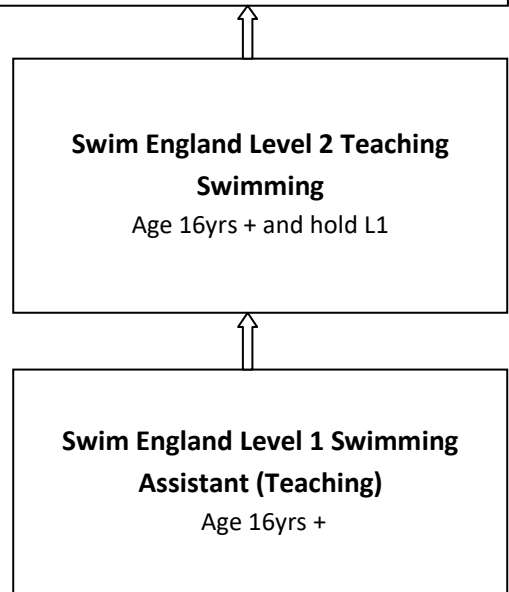 Swim England Level 2 Teaching
Swimming
Age 16yrs + and hold L1
Swim England Level 1 Swimming
Assistant (Teaching)
Age 16yrs +